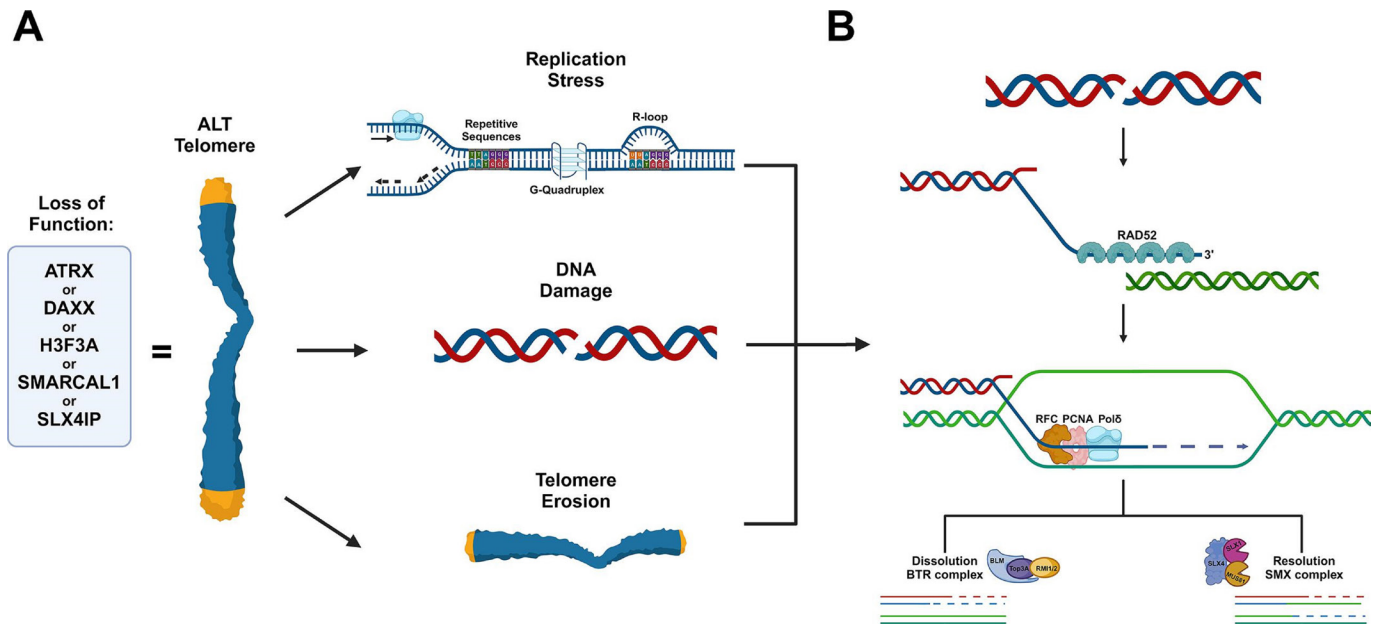 A
B
Replication
Stress
ALT
Telomere
Repetitive
Sequences
R-loop
G-Quadruplex
Loss of
Function:
ATRX
or
DAXX
or
H3F3A
or
SMARCAL1
or
SLX4IP
DNA
Damage
Telomere
Erosion
RAD52
3'
RFC PCNA Polδ
Dissolution
BTR complex
BLM
Top3A
RMI1/2
SLX1
SLX4
MUS81
Resolution
SMX complex